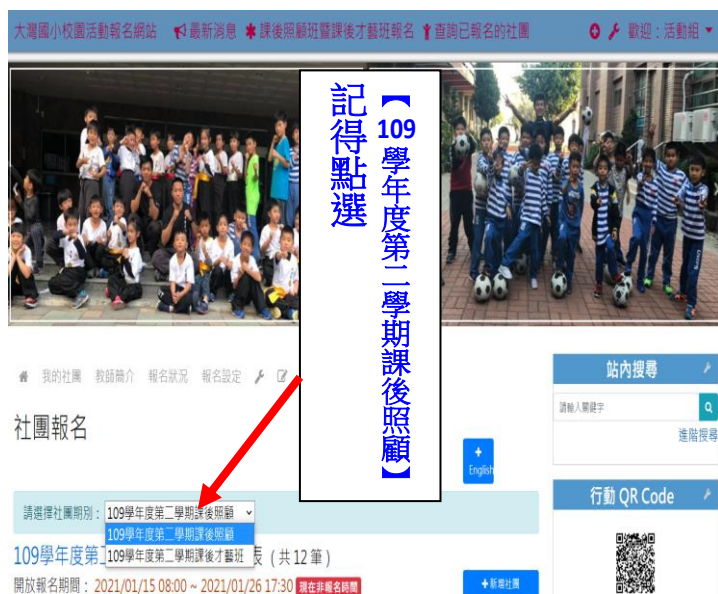 大灣國小校園活動報名網站 最新消息 課後照顧班暨課後才藝班報名 查詢已報名的社團 歡迎：活動組
記得點選
【109學年度第二學期課後照顧】
我的社團 教師簡介 報名狀況 報名設定
社團報名
+ English
請選擇社團期別： 109學年度第二學期課後照顧
109學年度第二學期課後照顧
109學年度第二學期課後才藝班
109學年度第二 表 (共12筆)
開放報名期間： 2021/01/15 08:00 ~ 2021/01/26 17:30 現在非報名時間
+新增社團
站內搜尋
請輸入關鍵字
進階搜尋
行動 QR Code